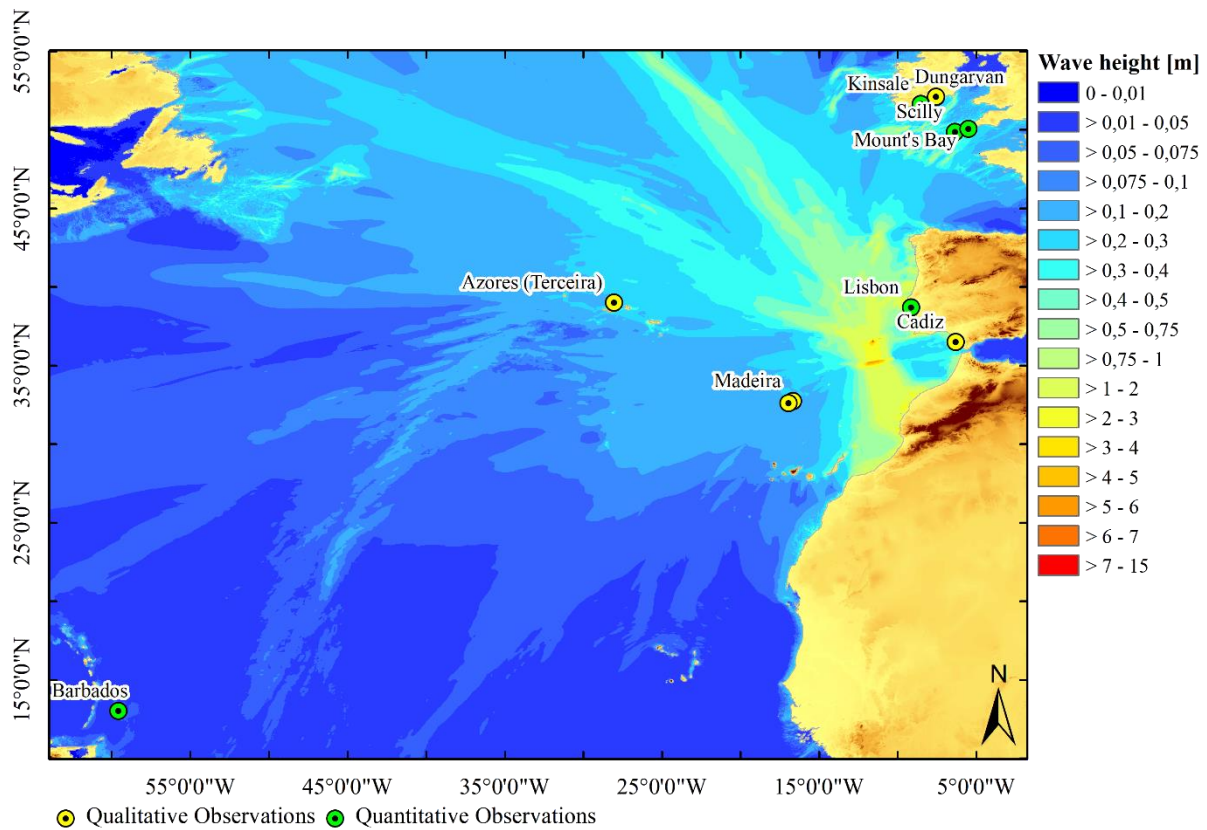 55°0'0"N
45°0'0"N
35°0'0"N
25°0'0"N
15°0'0"N
Kinsale
Dungarvan
Scilly
Mount's Bay
Azores (Terceira)
Lisbon
Cadiz
Madeira
Barbados
N
55°0'0"W
45°0'0"W
35°0'0"W
25°0'0"W
15°0'0"W
5°0'0"W
Qualitative Observations
Quantitative Observations
Wave height [m]
0 - 0,01
> 0,01 - 0,05
> 0,05 - 0,075
> 0,075 - 0,1
> 0,1 - 0,2
> 0,2 - 0,3
> 0,3 - 0,4
> 0,4 - 0,5
> 0,5 - 0,75
> 0,75 - 1
> 1 - 2
> 2 - 3
> 3 - 4
> 4 - 5
> 5 - 6
> 6 - 7
> 7 - 15